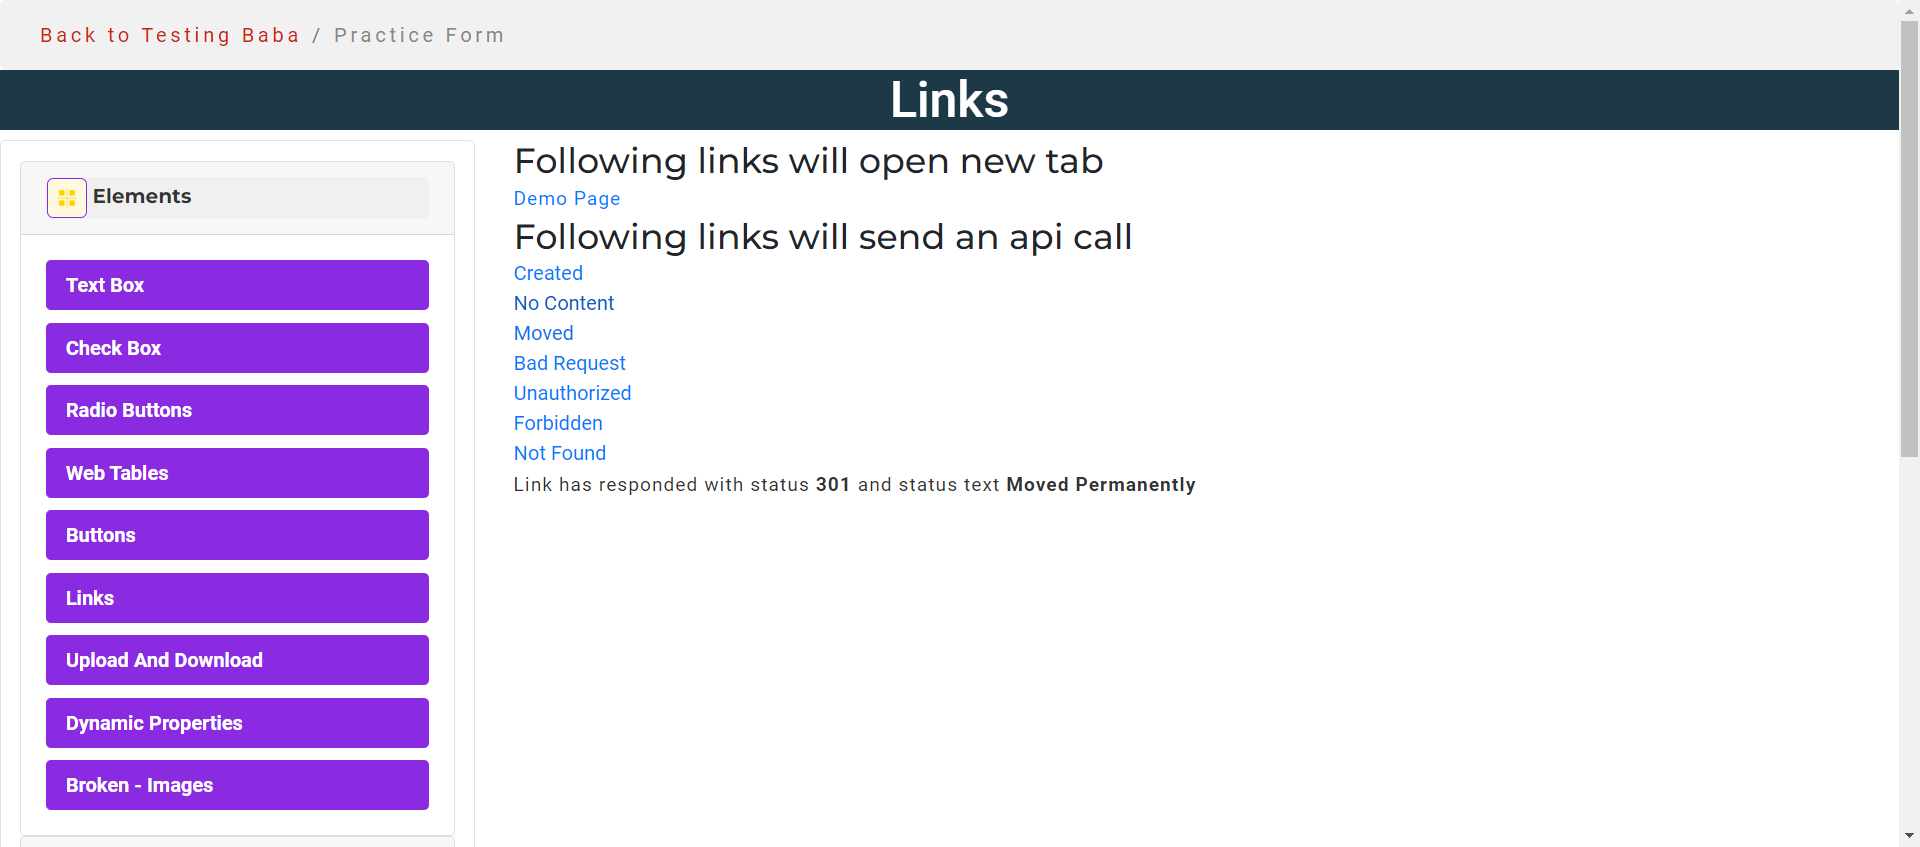 Back to Testing Baba / Practice Form
Links
Elements
Text Box
Check Box
Radio Buttons
Web Tables
Buttons
Links
Upload And Download
Dynamic Properties
Broken - Images
Following links will open new tab
Demo Page
Following links will send an api call
Created
No Content
Moved
Bad Request
Unauthorized
Forbidden
Not Found
Link has responded with status 301 and status text Moved Permanently